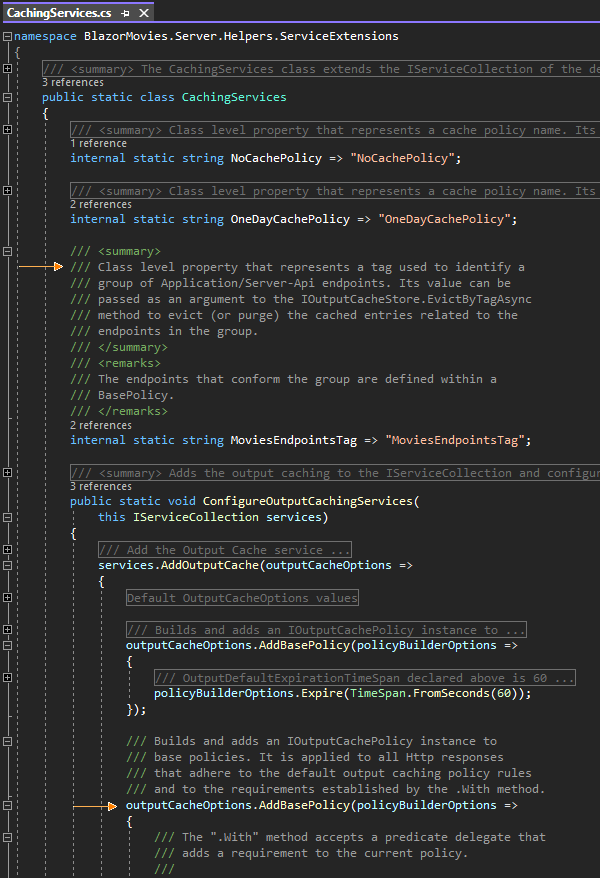 CachingServices.cs
namespace BlazorMovies.Server.Helpers.ServiceExtensions
{
/// <summary> The CachingServices class extends the IServiceCollection of the de
3 references
public static class CachingServices
{
/// <summary> Class level property that represents a cache policy name. Its
1 reference
internal static string NoCachePolicy => "NoCachePolicy";
/// <summary> Class level property that represents a cache policy name. Its
2 references
internal static string OneDayCachePolicy => "OneDayCachePolicy";
/// <summary>
/// Class level property that represents a tag used to identify a
/// group of Application/Server-Api endpoints. Its value can be
/// passed as an argument to the IOutputCacheStore.EvictByTagAsync
/// method to evict (or purge) the cached entries related to the
/// endpoints in the group.
/// </summary>
/// <remarks>
/// The endpoints that conform the group are defined within a
/// BasePolicy.
/// </remarks>
2 references
internal static string MoviesEndpointsTag => "MoviesEndpointsTag";
/// <summary> Adds the output caching to the IServiceCollection and configur
3 references
public static void ConfigureOutputCachingServices(
this IServiceCollection services)
{
/// Add the Output Cache service ...
services.AddOutputCache(outputCacheOptions =>
{
Default OutputCacheOptions values
/// Builds and adds an IOutputCachePolicy instance to ...
outputCacheOptions.AddBasePolicy(policyBuilderOptions =>
{
/// OutputDefaultExpirationTimeSpan declared above is 60 ...
policyBuilderOptions.Expire(TimeSpan.FromSeconds(60));
});
/// Builds and adds an IOutputCachePolicy instance to
/// base policies. It is applied to all Http responses
/// that adhere to the default output caching policy rules
/// and to the requirements established by the .With method.
outputCacheOptions.AddBasePolicy(policyBuilderOptions =>
{
/// The ".With" method accepts a predicate delegate that
/// adds a requirement to the current policy.
///